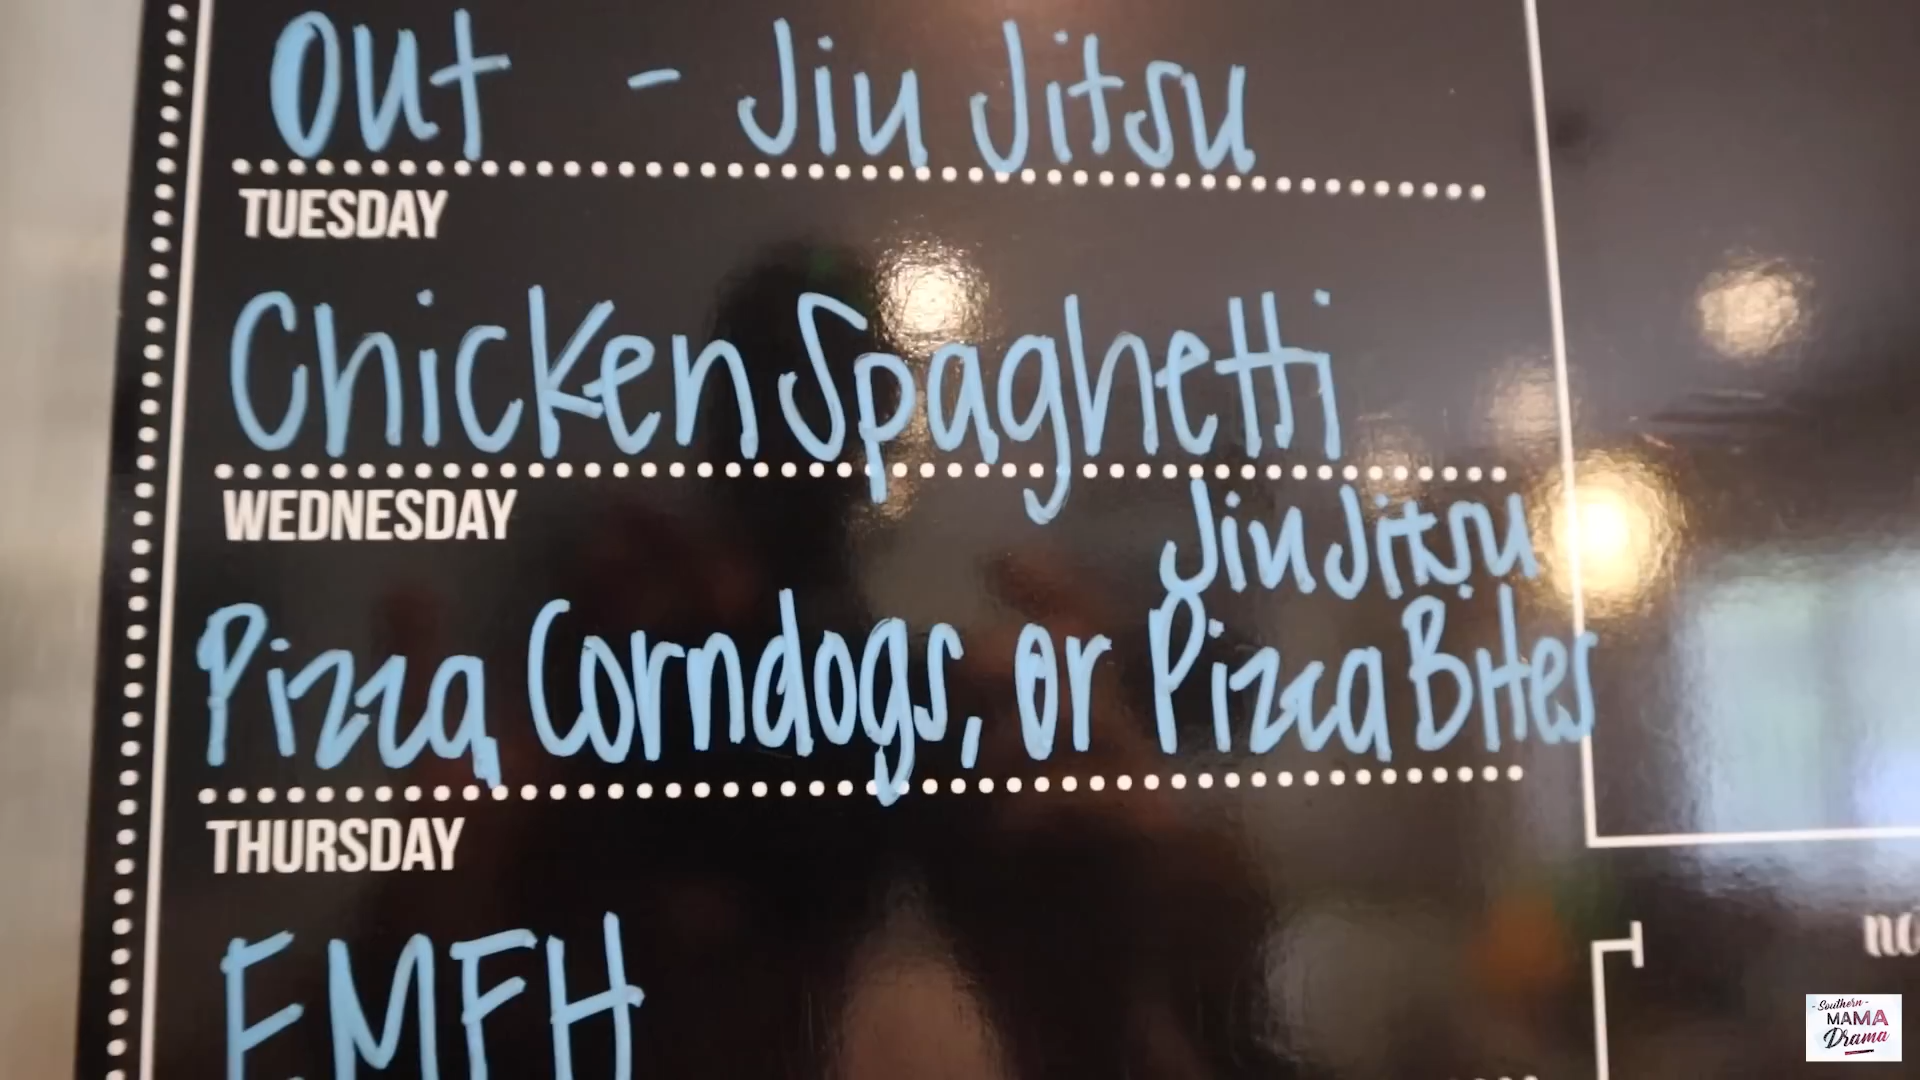 Out - Jiu Jitsu
TUESDAY
Chicken Spaghetti
WEDNESDAY
Jiu Jitsu
Pizza, Corndogs, or Pizza Bites
THURSDAY
EMFH
- Southern -
MAMA
Drama